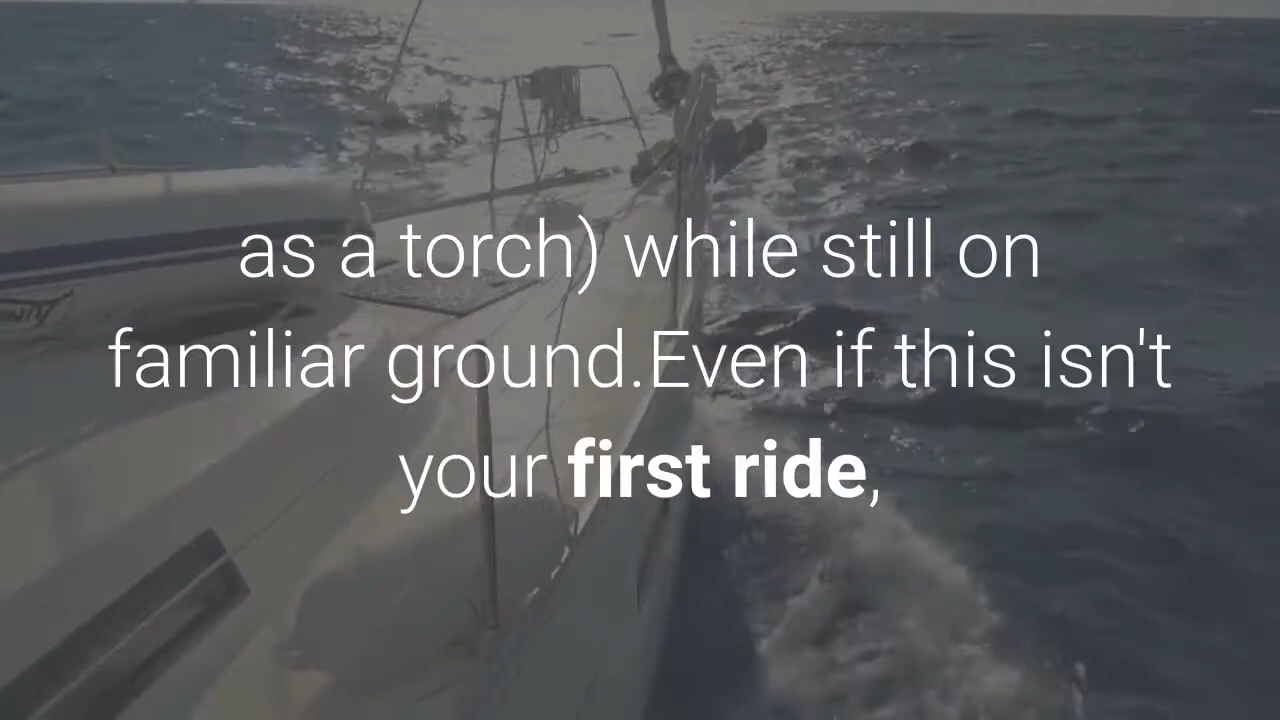 as a torch) while still on
familiar ground.Even if this isn't
your first ride,